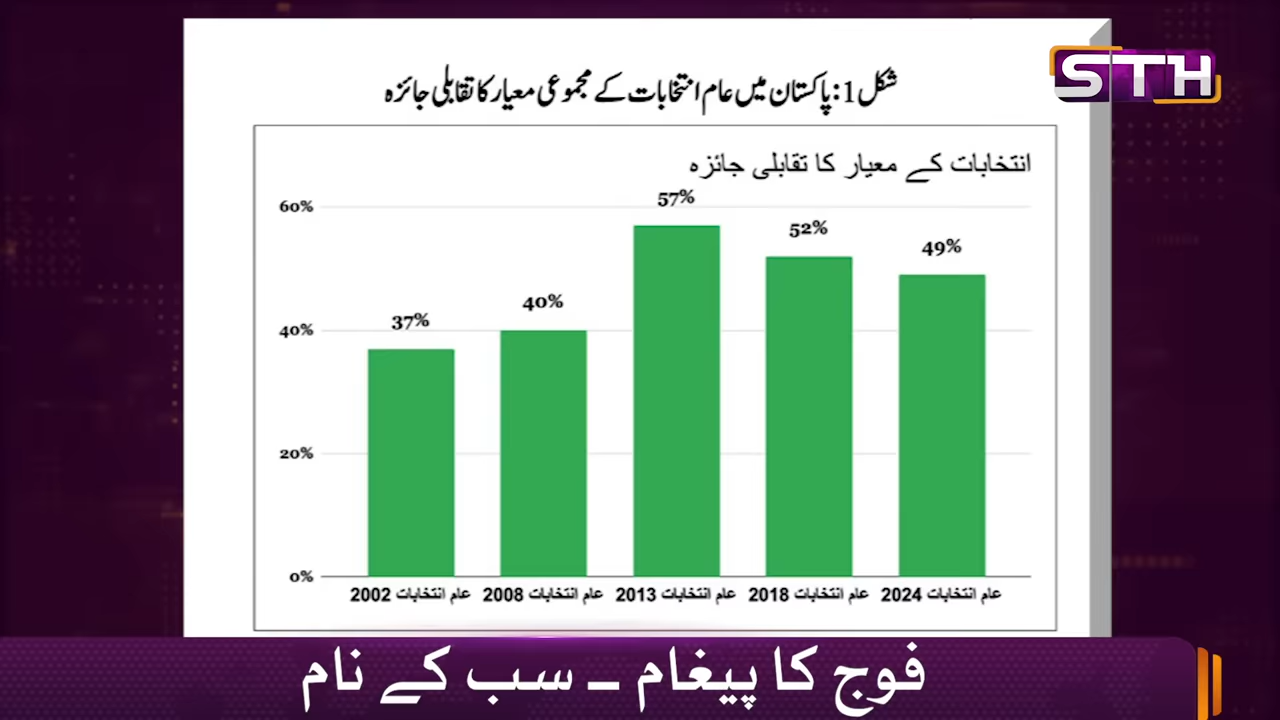 STH
شکل 1: پاکستان میں عام انتخابات کے مجموعی معیار کا تقابلی جائزہ
انتخابات کے معیار کا تقابلی جائزہ
60%
40%
20%
0%
37%
40%
57%
52%
49%
عام انتخابات 2002
عام انتخابات 2008
عام انتخابات 2013
عام انتخابات 2018
عام انتخابات 2024
فوج کا پیغام ــ سب کے نام